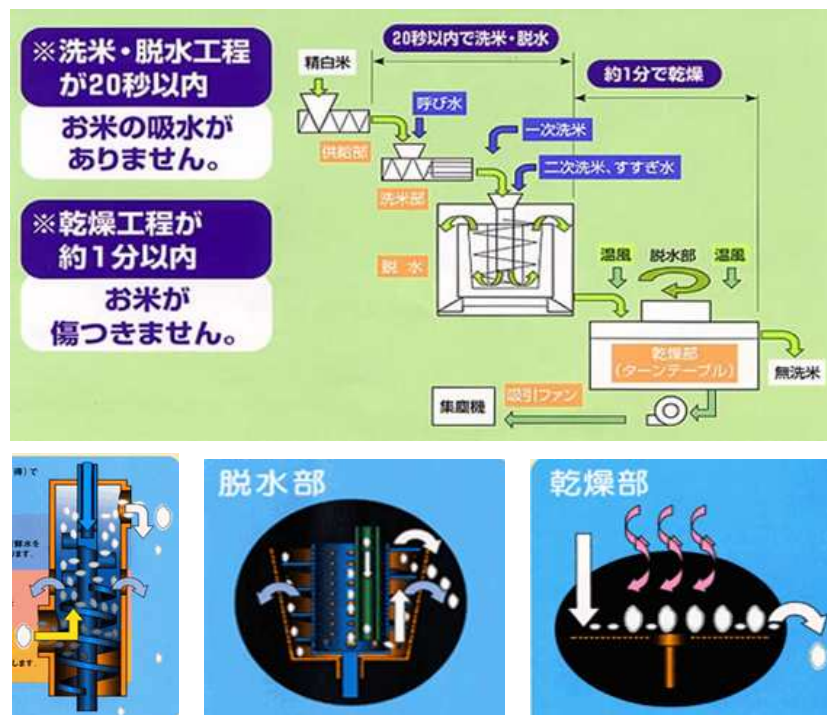 ※洗米・脱水工程
が20秒以内
お米の吸水が
ありません。
※乾燥工程が
約1分以内
お米が
傷つきません。
20秒以内で洗米・脱水
約1分で乾燥
精白米
呼び水
一次洗米
供給部
二次洗米、すすぎ水
洗米部
脱水
温風
脱水部
温風
乾燥部
(ターンテーブル)
無洗米
吸引ファン
集塵機
脱水部
乾燥部